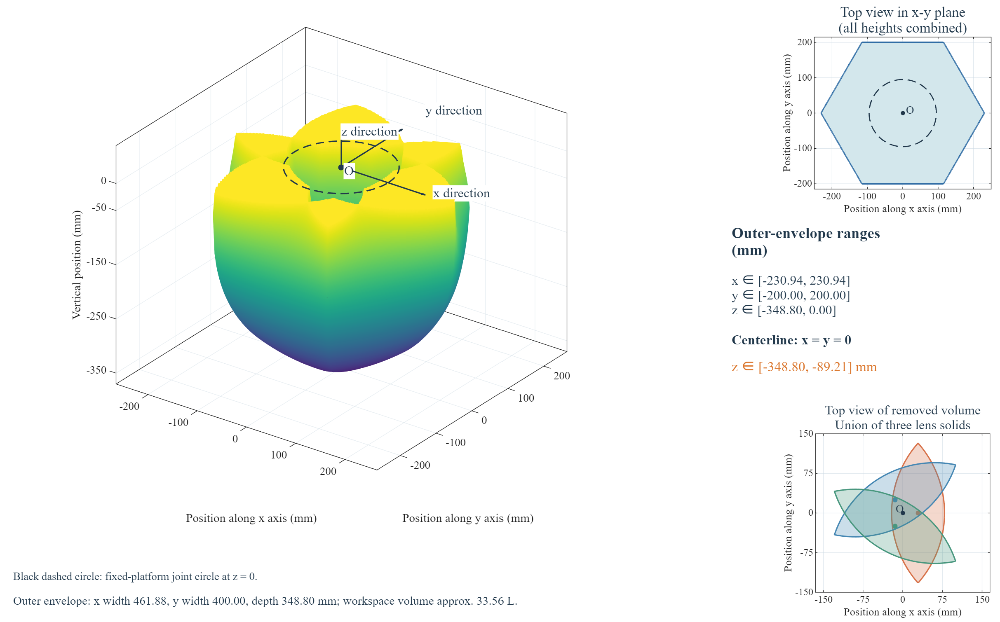 y direction
z direction
O
x direction
Vertical position (mm)
0
-50
-150
-250
-350
-200
-100
0
100
200
-200
-100
0
100
200
Position along x axis (mm)
Position along y axis (mm)
Black dashed circle: fixed-platform joint circle at z = 0.
Outer envelope: x width 461.88, y width 400.00, depth 348.80 mm; workspace volume approx. 33.56 L.
Top view in x-y plane
(all heights combined)
Position along y axis (mm)
200
100
0
-100
-200
O
-200
-100
0
100
200
Position along x axis (mm)
Outer-envelope ranges
(mm)
x ∈ [-230.94, 230.94]
y ∈ [-200.00, 200.00]
z ∈ [-348.80, 0.00]
Centerline: x = y = 0
z ∈ [-348.80, -89.21] mm
Top view of removed volume
Union of three lens solids
Position along y axis (mm)
150
75
0
-75
-150
O
-150
-75
0
75
150
Position along x axis (mm)